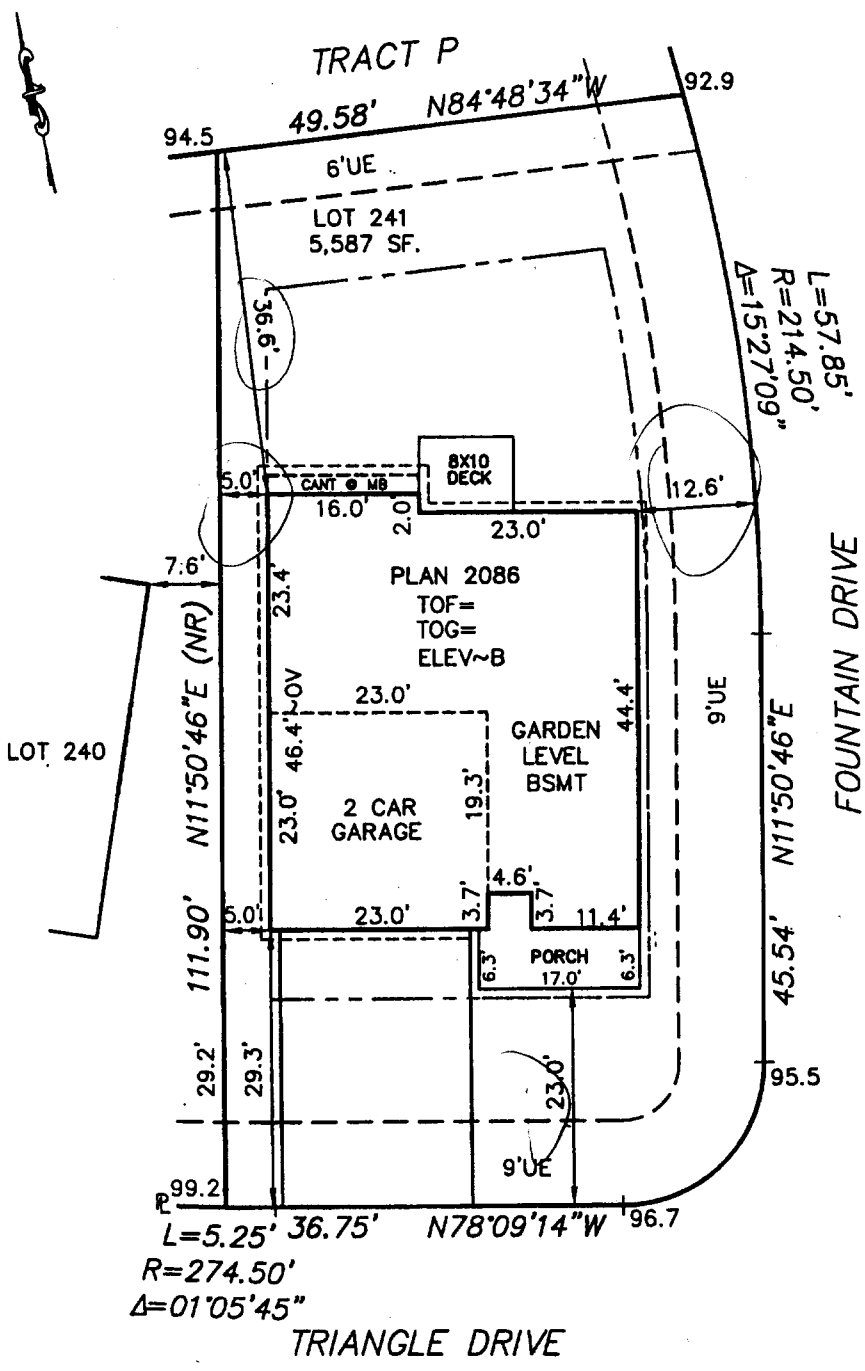 TRACT P
94.5
49.58'
N84°48'34"W
92.9
6'UE
LOT 241
5,587 SF.
36.6'
L=57.85'
R=214.50'
Δ=15°27'09"
8X10
DECK
5.0'
CANT @ MB
16.0'
2.0'
23.0'
12.6'
7.6'
23.4'
PLAN 2086
TOF=
TOG=
ELEV~B
N11°50'46"E (NR)
46.4'~OV
23.0'
44.4'
9'UE
FOUNTAIN DRIVE
LOT 240
GARDEN
LEVEL
BSMT
N11°50'46"E
23.0'
2 CAR
GARAGE
19.3'
4.6'
111.90'
5.0'
23.0'
3.7'
3.7'
11.4'
6.3'
PORCH
17.0'
6.3'
45.54'
29.2'
29.3'
23.0'
95.5
9'UE
PL
99.2
L=5.25'
36.75'
N78°09'14"W
96.7
R=274.50'
Δ=01°05'45"
TRIANGLE DRIVE